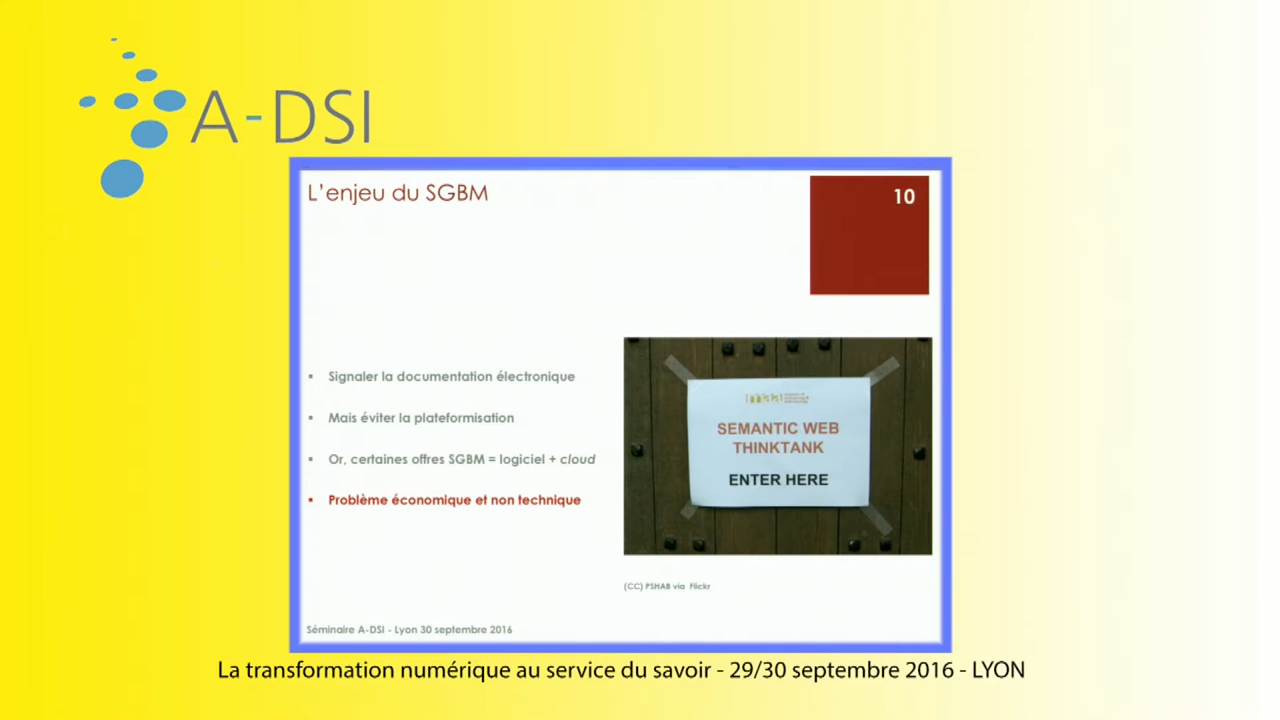 A-DSI
L'enjeu du SGBM
10
▪ Signaler la documentation électronique
▪ Mais éviter la plateformisation
▪ Or, certaines offres SGBM = logiciel + cloud
▪ Problème économique et non technique
maa
SEMANTIC WEB
THINKTANK
ENTER HERE
(CC) PSHAB via Flickr
Séminaire A-DSI - Lyon 30 septembre 2016
La transformation numérique au service du savoir - 29/30 septembre 2016 - LYON